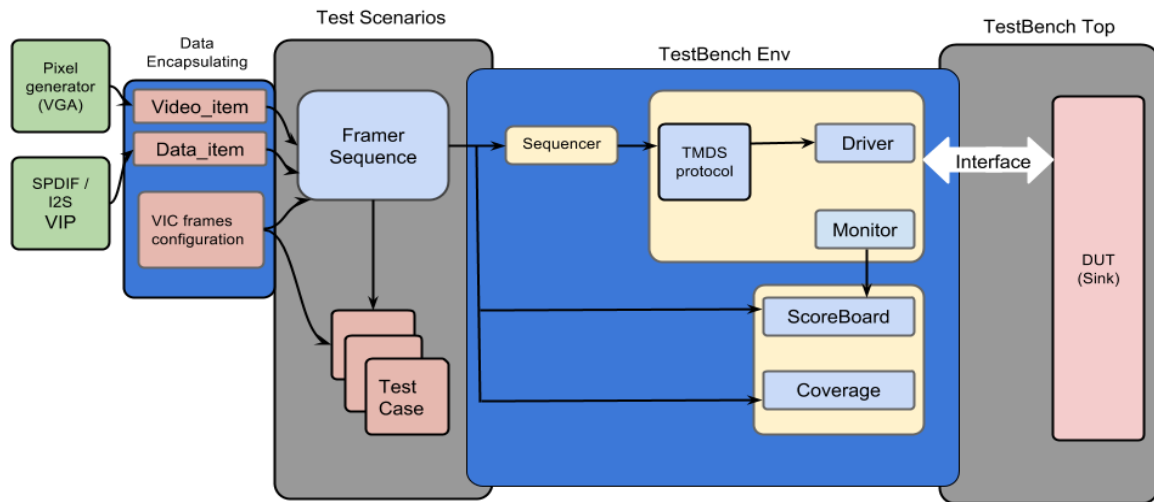 Test Scenarios
TestBench Top
Data
Encapsulating
TestBench Env
Pixel
generator
(VGA)
Video_item
Data_item
SPDIF /
I2S
VIP
VIC frames
configuration
Framer
Sequence
Test
Case
Sequencer
TMDS
protocol
Driver
Monitor
Interface
ScoreBoard
Coverage
DUT
(Sink)